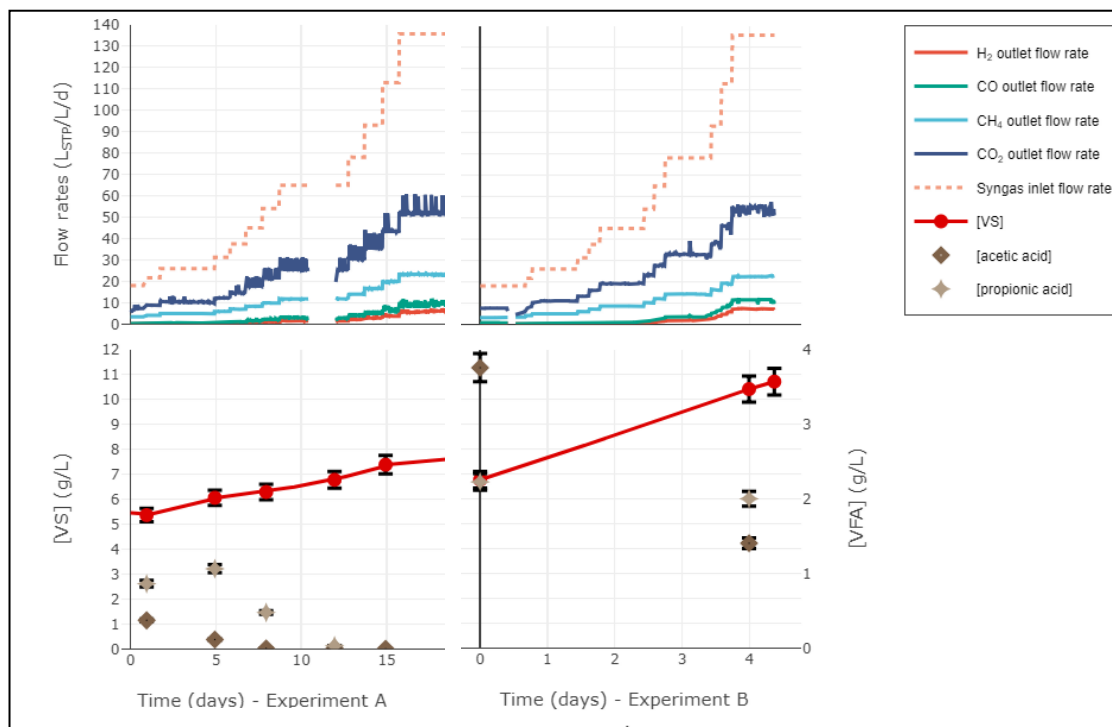 Flow rates (L_STP/L/d)
140
130
120
110
100
90
80
70
60
50
40
30
20
10
0
H₂ outlet flow rate
CO outlet flow rate
CH₄ outlet flow rate
CO₂ outlet flow rate
Syngas inlet flow rate
[VS]
[acetic acid]
[propionic acid]
[VS] (g/L)
12
11
10
9
8
7
6
5
4
3
2
1
0
4
3
2
1
0
[VFA] (g/L)
0 5 10 15
0 1 2 3 4
Time (days) - Experiment A
Time (days) - Experiment B